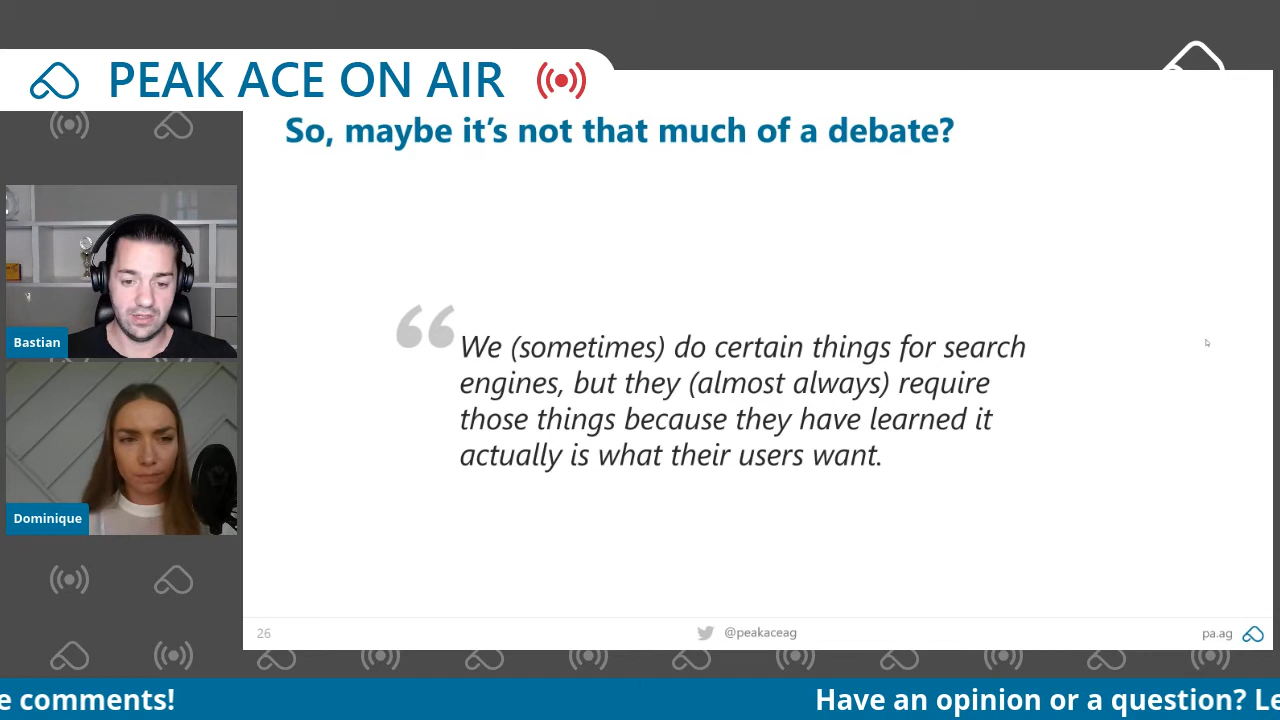 PEAK ACE ON AIR
So, maybe it’s not that much of a debate?
“We (sometimes) do certain things for search
engines, but they (almost always) require
those things because they have learned it
actually is what their users want.
Bastian
Dominique
26
@peakaceag
pa.ag
e comments!
Have an opinion or a question? Le